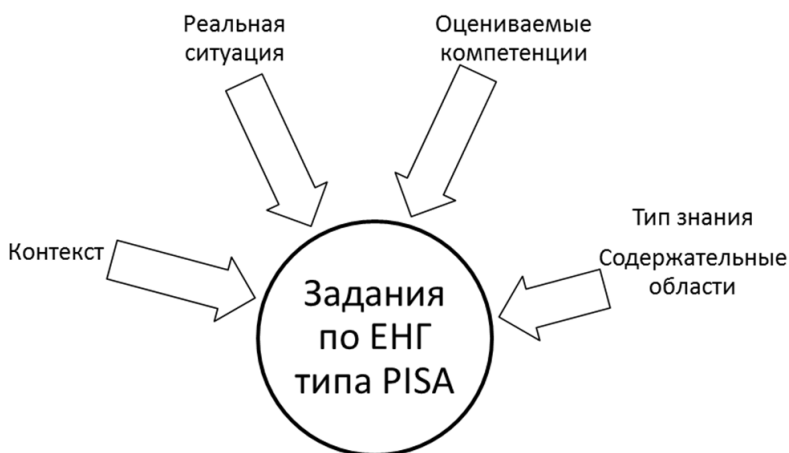 Реальная
ситуация
Оцениваемые
компетенции
Контекст
Тип знания
Содержательные
области
Задания
по ЕНГ
типа PISA